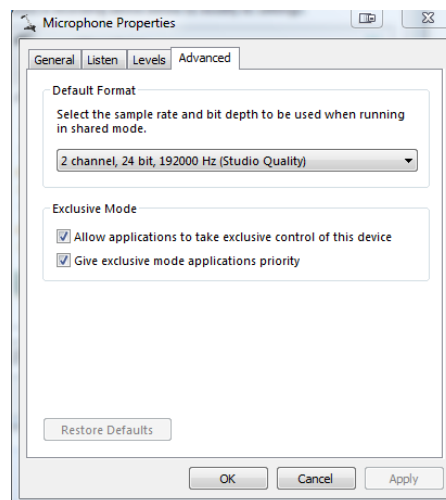 Microphone Properties
General Listen Levels Advanced
Default Format
Select the sample rate and bit depth to be used when running
in shared mode.
2 channel, 24 bit, 192000 Hz (Studio Quality)
Exclusive Mode
Allow applications to take exclusive control of this device
Give exclusive mode applications priority
Restore Defaults
OK Cancel Apply